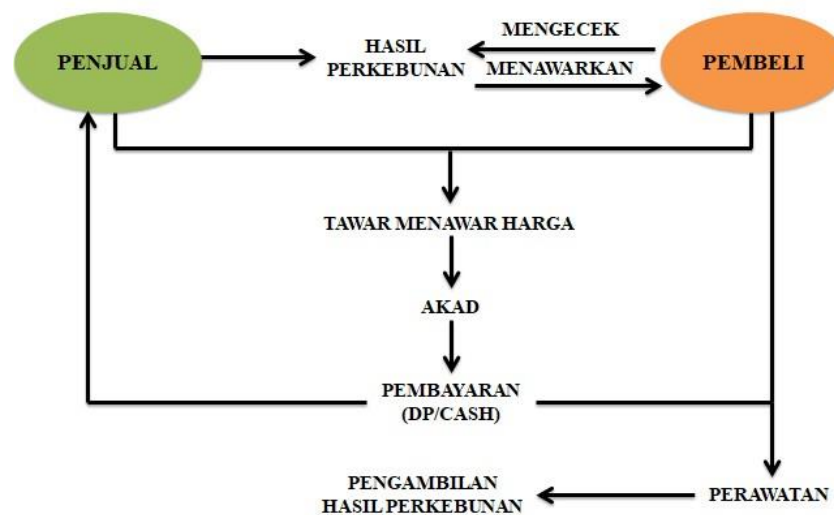 PENJUAL
HASIL
PERKEBUNAN
MENGECEK
MENAWARKAN
PEMBELI
TAWAR MENAWAR HARGA
AKAD
PEMBAYARAN
(DP/CASH)
PENGAMBILAN
HASIL PERKEBUNAN
PERAWATAN